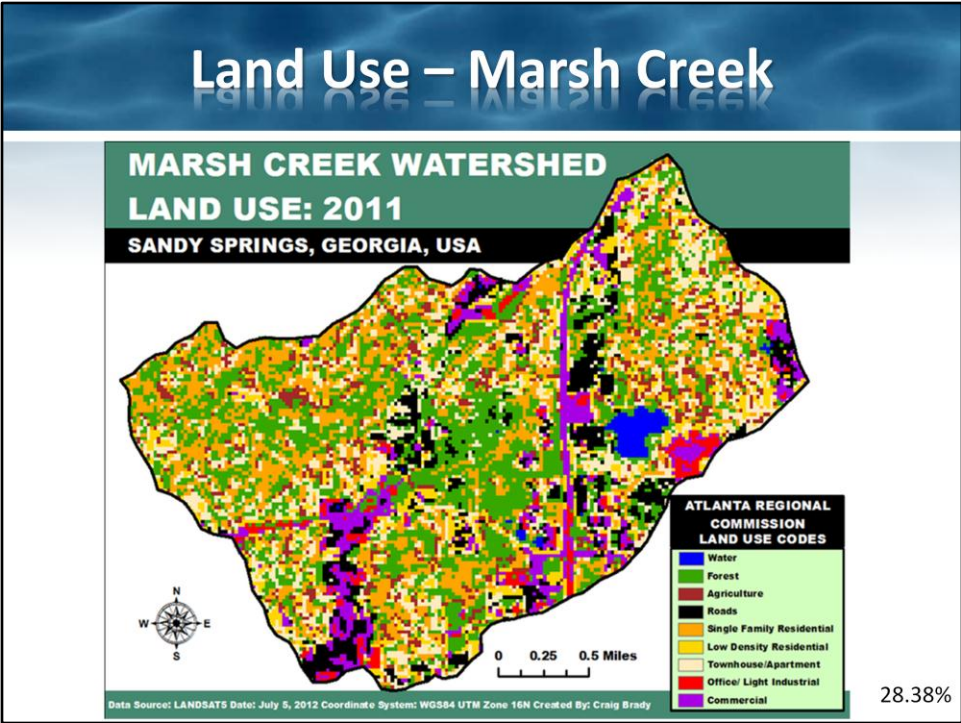 Land Use – Marsh Creek
MARSH CREEK WATERSHED
LAND USE: 2011
SANDY SPRINGS, GEORGIA, USA
ATLANTA REGIONAL
COMMISSION
LAND USE CODES
Water
Forest
Agriculture
Roads
Single Family Residential
Low Density Residential
Townhouse/Apartment
Office/ Light Industrial
Commercial
N
W E
S
0 0.25 0.5 Miles
Data Source: LANDSAT5 Date: July 5, 2012 Coordinate System: WGS84 UTM Zone 16N Created By: Craig Brady
28.38%